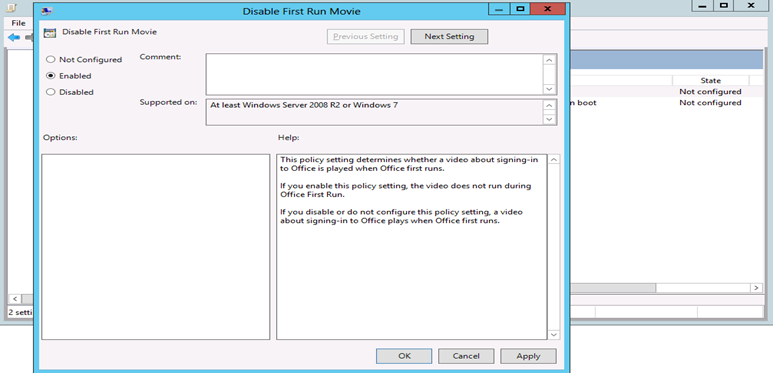 Disable First Run Movie
File
Disable First Run Movie
Previous Setting
Next Setting
Not Configured
Comment:
Enabled
Disabled
Supported on:
At least Windows Server 2008 R2 or Windows 7
Options:
Help:
This policy setting determines whether a video about signing-in
to Office is played when Office first runs.
If you enable this policy setting, the video does not run during
Office First Run.
If you disable or do not configure this policy setting, a video
about signing-in to Office plays when Office first runs.
State
Not configured
n boot
Not configured
2 setti
OK
Cancel
Apply